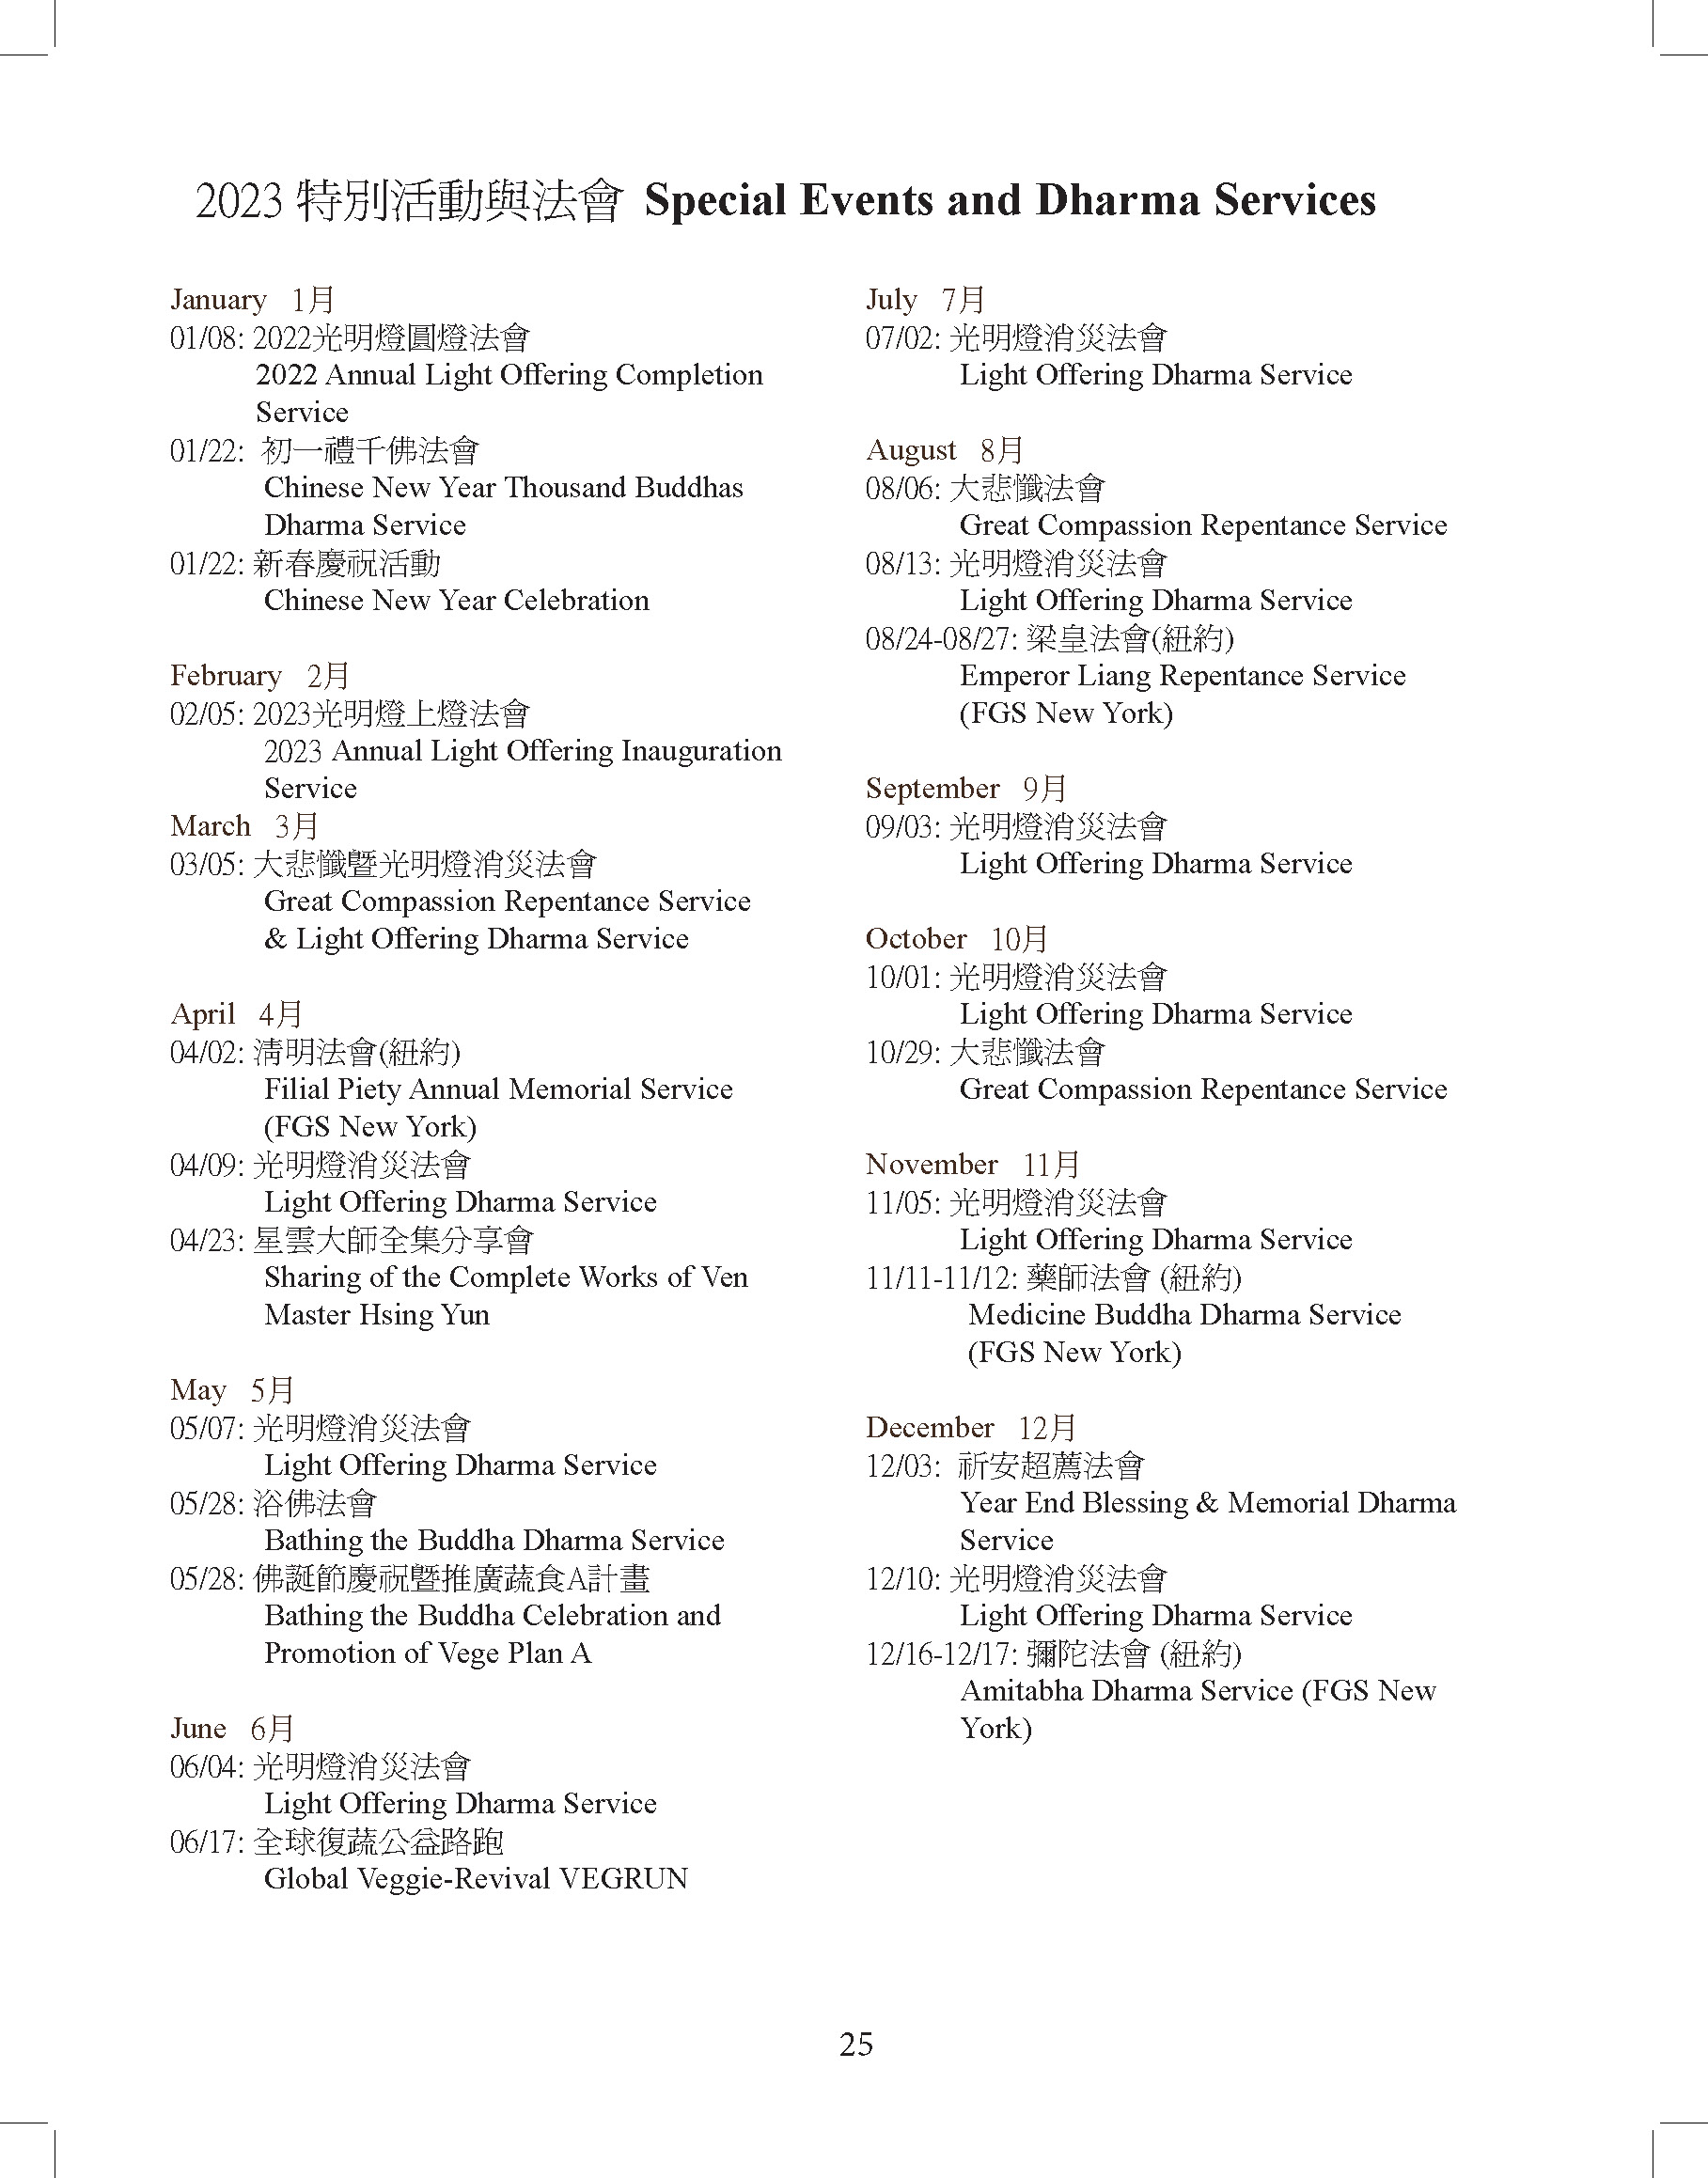 2023 特別活動與法會 Special Events and Dharma Services
January 1月
01/08: 2022光明燈圓燈法會
2022 Annual Light Offering Completion
Service
01/22: 初一禮千佛法會
Chinese New Year Thousand Buddhas
Dharma Service
01/22: 新春慶祝活動
Chinese New Year Celebration
February 2月
02/05: 2023光明燈上燈法會
2023 Annual Light Offering Inauguration
Service
March 3月
03/05: 大悲懺暨光明燈消災法會
Great Compassion Repentance Service
& Light Offering Dharma Service
April 4月
04/02: 清明法會(紐約)
Filial Piety Annual Memorial Service
(FGS New York)
04/09: 光明燈消災法會
Light Offering Dharma Service
04/23: 星雲大師全集分享會
Sharing of the Complete Works of Ven
Master Hsing Yun
May 5月
05/07: 光明燈消災法會
Light Offering Dharma Service
05/28: 浴佛法會
Bathing the Buddha Dharma Service
05/28: 佛誕節慶祝暨推廣蔬食A計畫
Bathing the Buddha Celebration and
Promotion of Vege Plan A
June 6月
06/04: 光明燈消災法會
Light Offering Dharma Service
06/17: 全球復蔬公益路跑
Global Veggie-Revival VEGRUN
July 7月
07/02: 光明燈消災法會
Light Offering Dharma Service
August 8月
08/06: 大悲懺法會
Great Compassion Repentance Service
08/13: 光明燈消災法會
Light Offering Dharma Service
08/24-08/27: 梁皇法會(紐約)
Emperor Liang Repentance Service
(FGS New York)
September 9月
09/03: 光明燈消災法會
Light Offering Dharma Service
October 10月
10/01: 光明燈消災法會
Light Offering Dharma Service
10/29: 大悲懺法會
Great Compassion Repentance Service
November 11月
11/05: 光明燈消災法會
Light Offering Dharma Service
11/11-11/12: 藥師法會 (紐約)
Medicine Buddha Dharma Service
(FGS New York)
December 12月
12/03: 祈安超薦法會
Year End Blessing & Memorial Dharma
Service
12/10: 光明燈消災法會
Light Offering Dharma Service
12/16-12/17: 彌陀法會 (紐約)
Amitabha Dharma Service (FGS New
York)
25